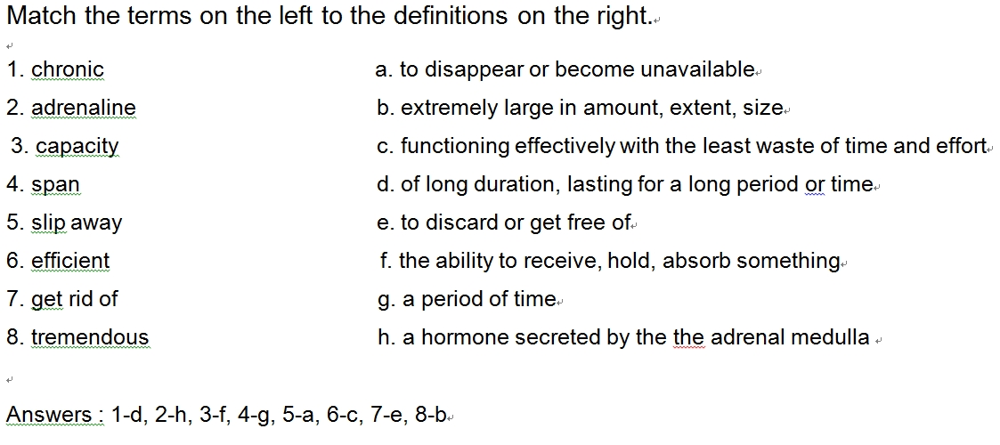 Match the terms on the left to the definitions on the right.
1. chronic a. to disappear or become unavailable
2. adrenaline b. extremely large in amount, extent, size
3. capacity c. functioning effectively with the least waste of time and effort
4. span d. of long duration, lasting for a long period or time
5. slip away e. to discard or get free of
6. efficient f. the ability to receive, hold, absorb something
7. get rid of g. a period of time
8. tremendous h. a hormone secreted by the the adrenal medulla
Answers : 1-d, 2-h, 3-f, 4-g, 5-a, 6-c, 7-e, 8-b